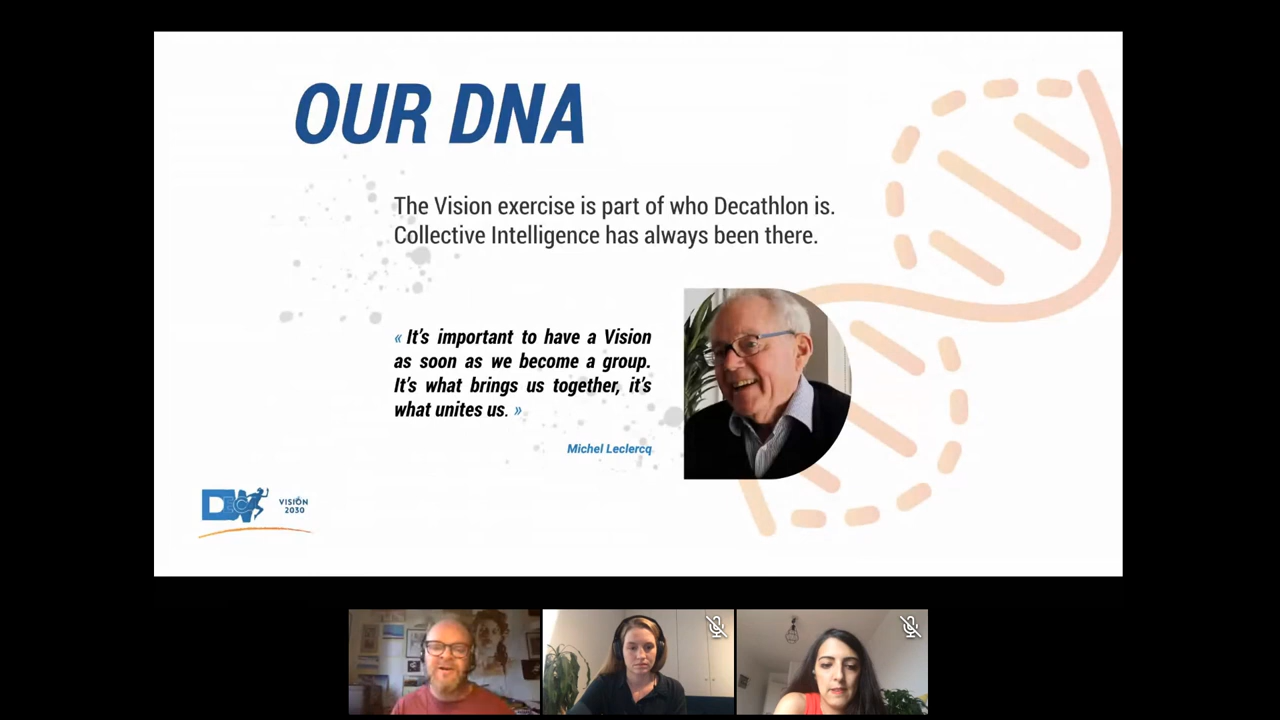 OUR DNA
The Vision exercise is part of who Decathlon is.
Collective Intelligence has always been there.
« It's important to have a Vision
as soon as we become a group.
It's what brings us together, it's
what unites us. »
Michel Leclercq
DEC
VISION
2030